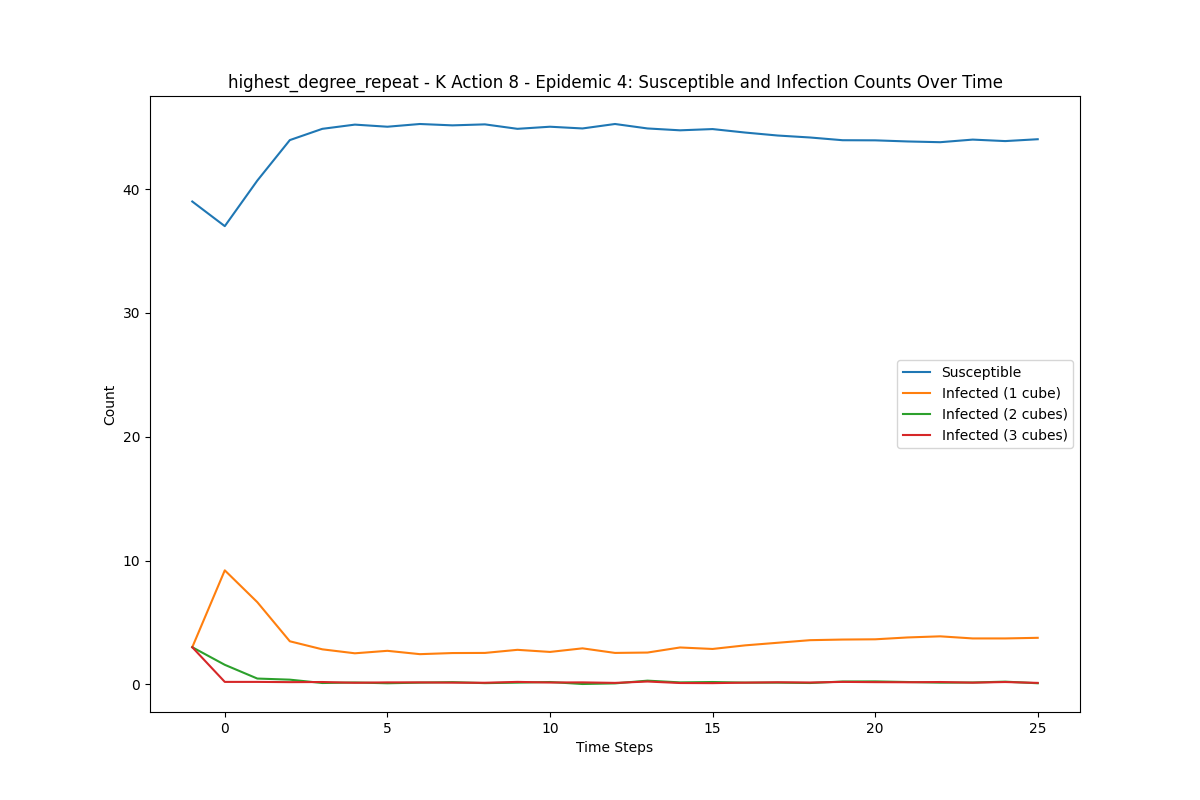 highest_degree_repeat - K Action 8 - Epidemic 4: Susceptible and Infection Counts Over Time
40
30
20
10
0
Count
Susceptible
Infected (1 cube)
Infected (2 cubes)
Infected (3 cubes)
0 5 10 15 20 25
Time Steps